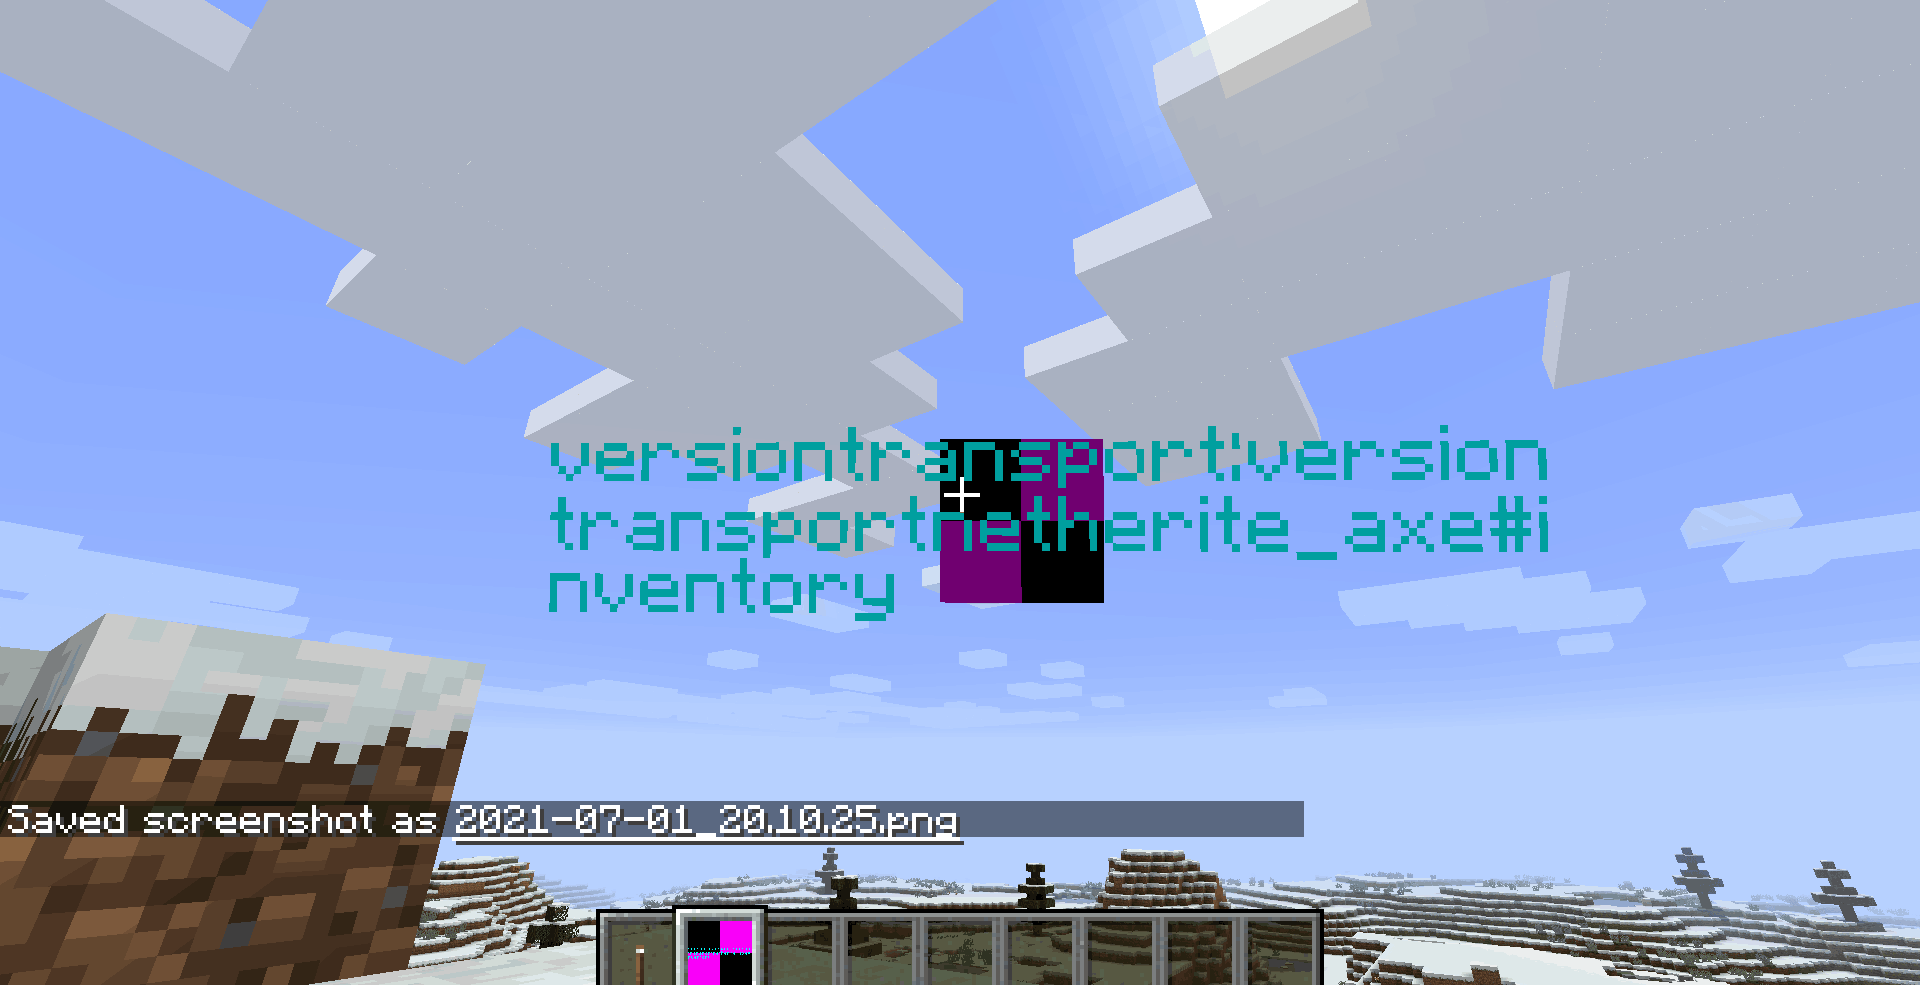 versiontransport:version
transportnetherite_axe#i
nventory
Saved screenshot as 2021-07-01_20.10.25.png